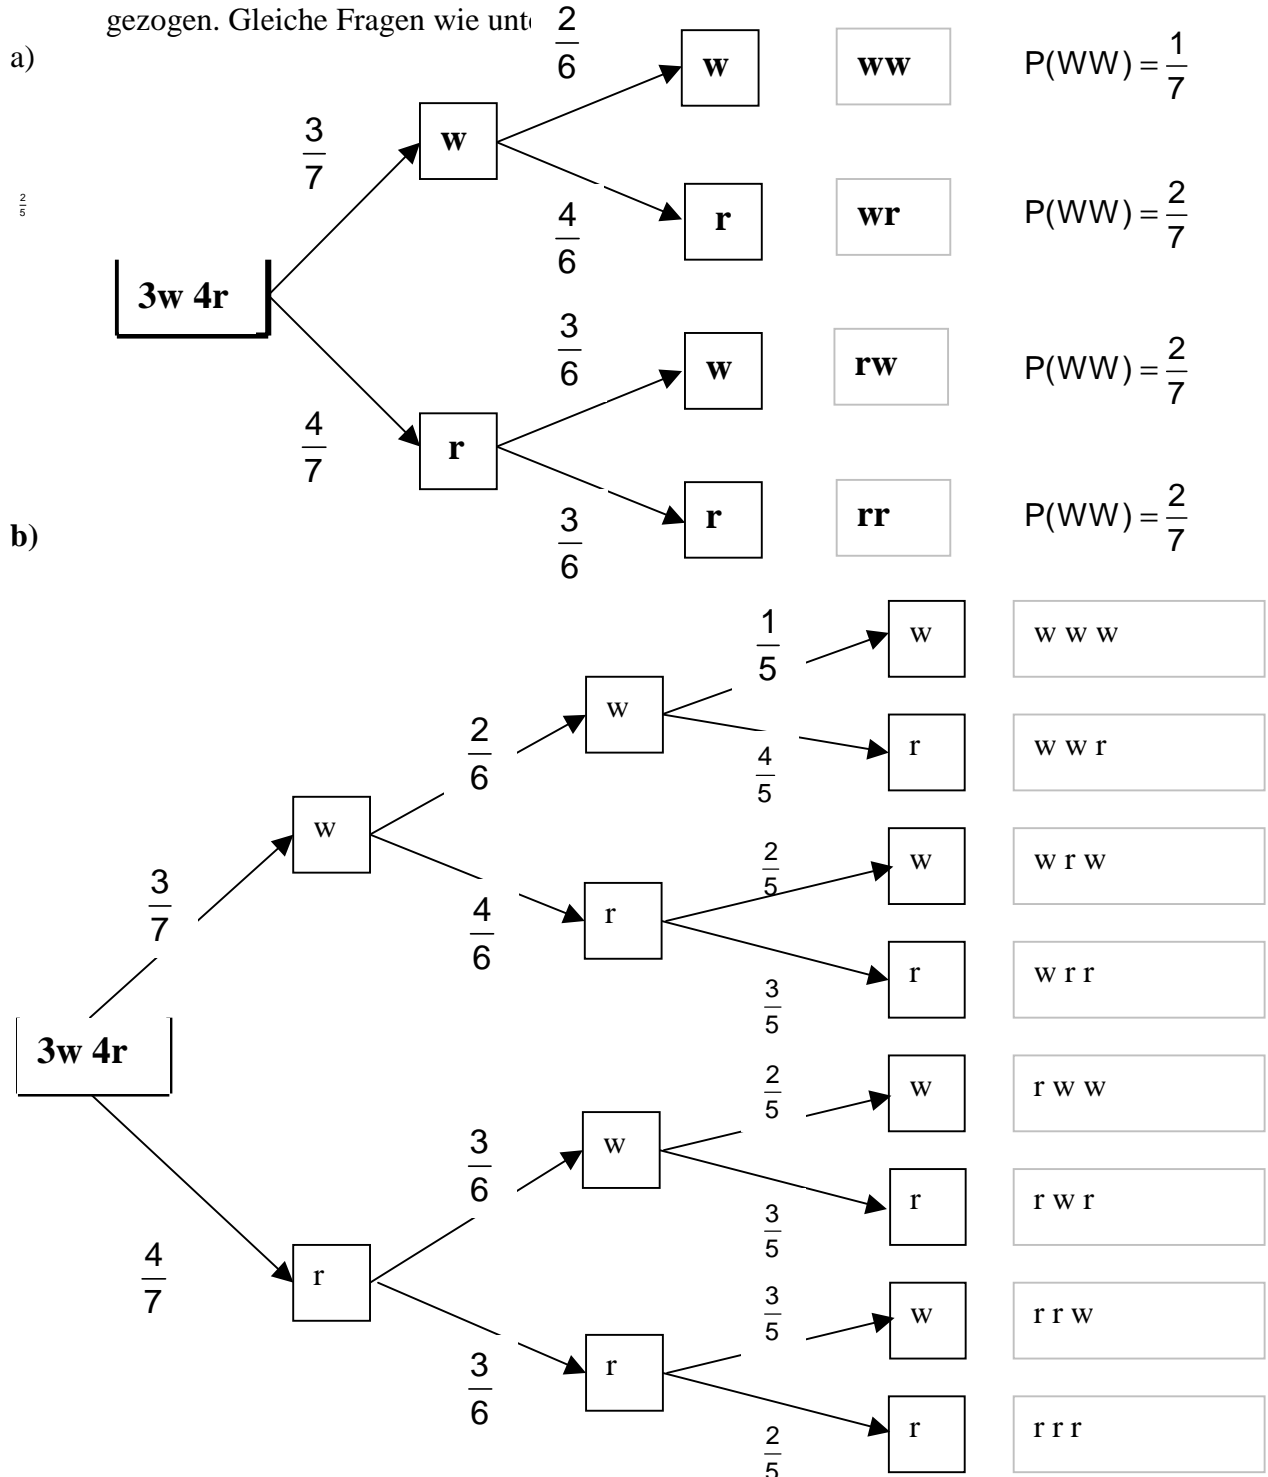 gezogen. Gleiche Fragen wie
a)
2/6
w
ww
P(WW) = 1/7
3/7
w
2/5
4/6
r
wr
P(WW) = 2/7
3w 4r
3/6
w
rw
P(WW) = 2/7
4/7
r
3/6
r
rr
P(WW) = 2/7
b)
1/5
w
w w w
2/6
w
4/5
r
w w r
3/7
w
2/5
w
w r w
4/6
r
3/5
r
w r r
3w 4r
2/5
w
r w w
3/6
w
3/5
r
r w r
4/7
r
3/5
w
r r w
3/6
r
2/5
r
r r r